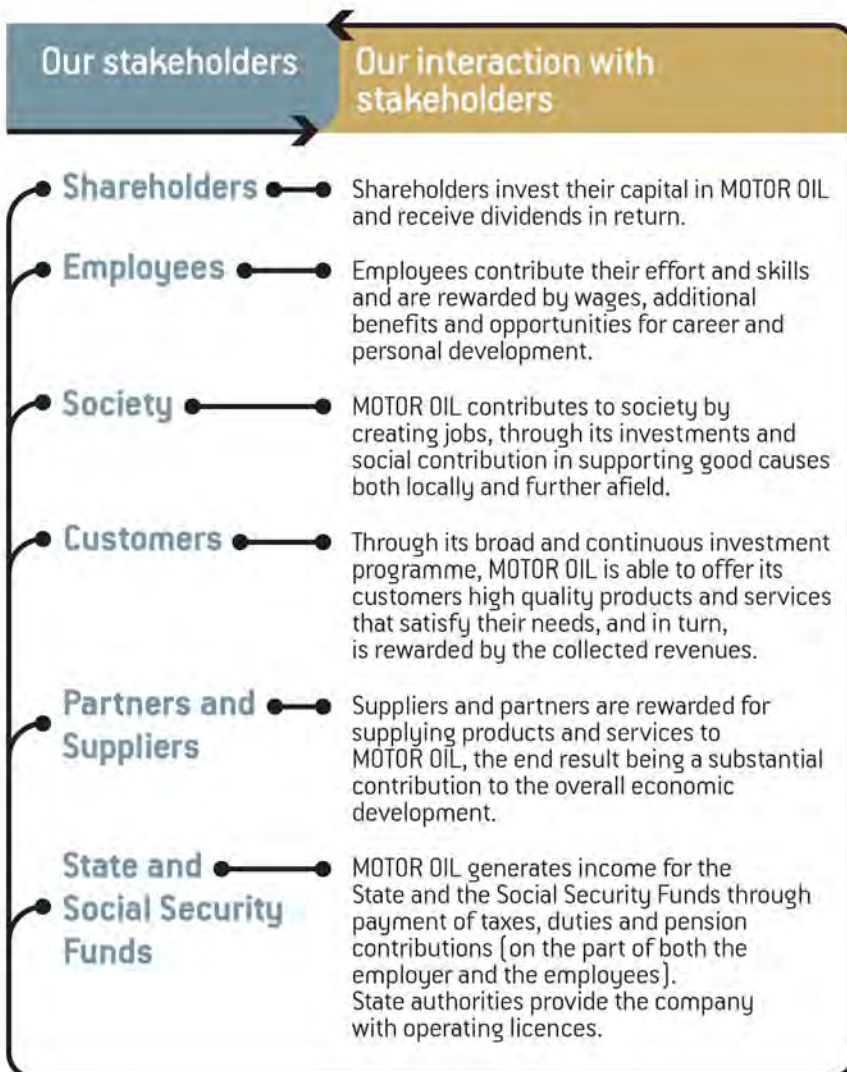 Our stakeholders
Our interaction with
stakeholders
Shareholders
Shareholders invest their capital in MOTOR OIL
and receive dividends in return.
Employees
Employees contribute their effort and skills
and are rewarded by wages, additional
benefits and opportunities for career and
personal development.
Society
MOTOR OIL contributes to society by
creating jobs, through its investments and
social contribution in supporting good causes
both locally and further afield.
Customers
Through its broad and continuous investment
programme, MOTOR OIL is able to offer its
customers high quality products and services
that satisfy their needs, and in turn,
is rewarded by the collected revenues.
Partners and
Suppliers
Suppliers and partners are rewarded for
supplying products and services to
MOTOR OIL, the end result being a substantial
contribution to the overall economic
development.
State and
Social Security
Funds
MOTOR OIL generates income for the
State and the Social Security Funds through
payment of taxes, duties and pension
contributions (on the part of both the
employer and the employees).
State authorities provide the company
with operating licences.